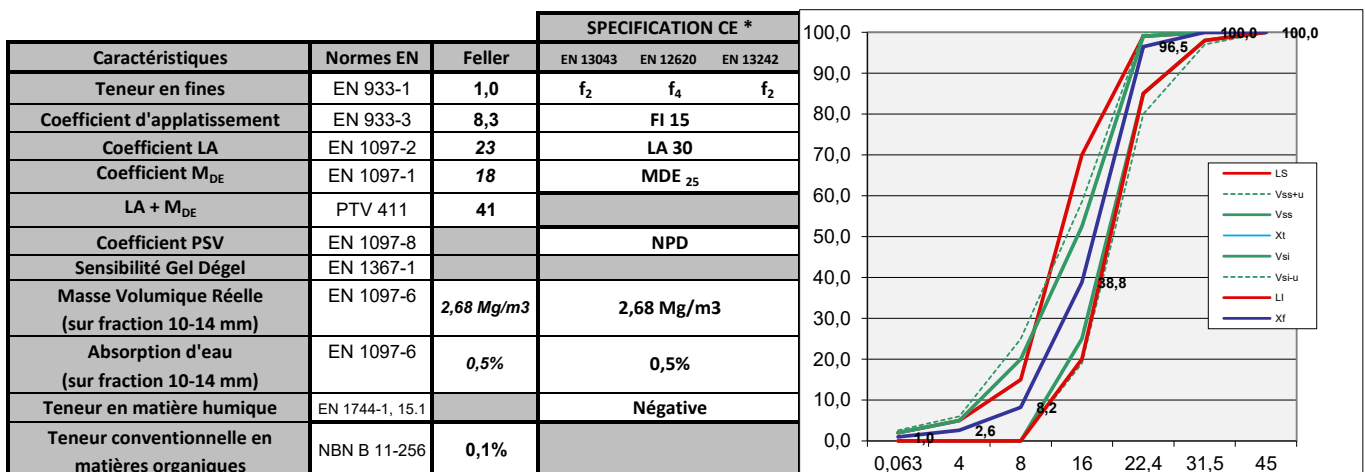 SPECIFICATION CE *
Caractéristiques Normes EN Feller EN 13043 EN 12620 EN 13242
Teneur en fines EN 933-1 1,0 f2 f4 f2
Coefficient d'applatissement EN 933-3 8,3 FI 15
Coefficient LA EN 1097-2 23 LA 30
Coefficient MDE EN 1097-1 18 MDE 25
LA + MDE PTV 411 41
Coefficient PSV EN 1097-8 NPD
Sensibilité Gel Dégel EN 1367-1
Masse Volumique Réelle EN 1097-6 2,68 Mg/m3 2,68 Mg/m3
(sur fraction 10-14 mm)
Absorption d'eau EN 1097-6 0,5% 0,5%
(sur fraction 10-14 mm)
Teneur en matière humique EN 1744-1, 15.1 Négative
Teneur conventionnelle en NBN B 11-256 0,1%
matières organiques
100,0
90,0
80,0
70,0
60,0
50,0
40,0
30,0
20,0
10,0
0,0
0,063 4 8 16 22,4 31,5 45
1,0
2,6
8,2
38,8
96,5
100,0
100,0
LS
Vss+u
Vss
Xt
Vsi
Vsi-u
LI
Xf